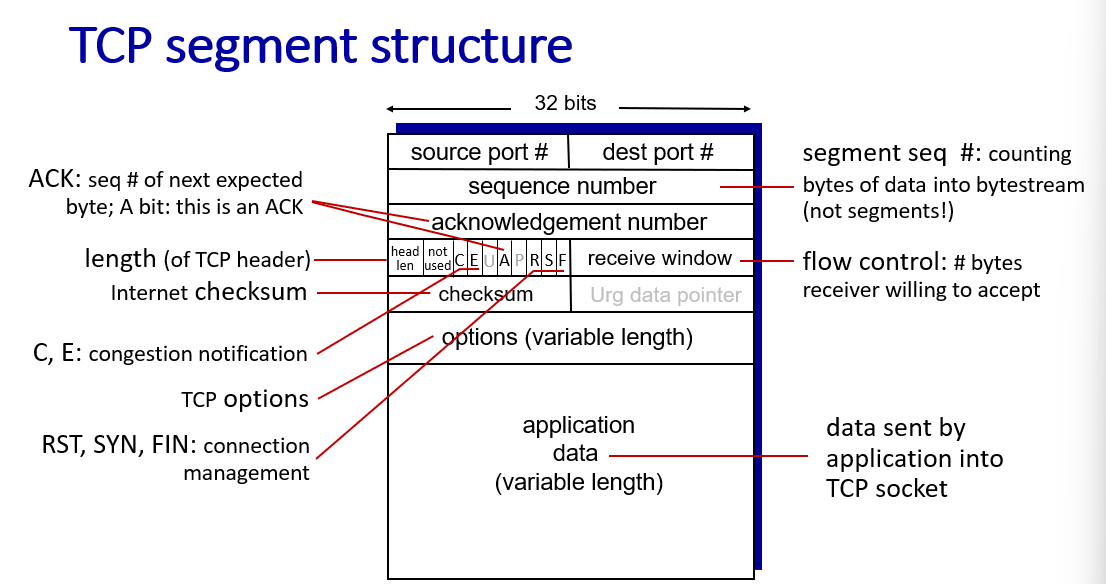 TCP segment structure
32 bits
source port # dest port #
sequence number
acknowledgement number
head
len
not
used
C E U A P R S F
receive window
checksum
Urg data pointer
options (variable length)
application
data
(variable length)
ACK: seq # of next expected
byte; A bit: this is an ACK
length (of TCP header)
Internet checksum
C, E: congestion notification
TCP options
RST, SYN, FIN: connection
management
segment seq #: counting
bytes of data into bytestream
(not segments!)
flow control: # bytes
receiver willing to accept
data sent by
application into
TCP socket